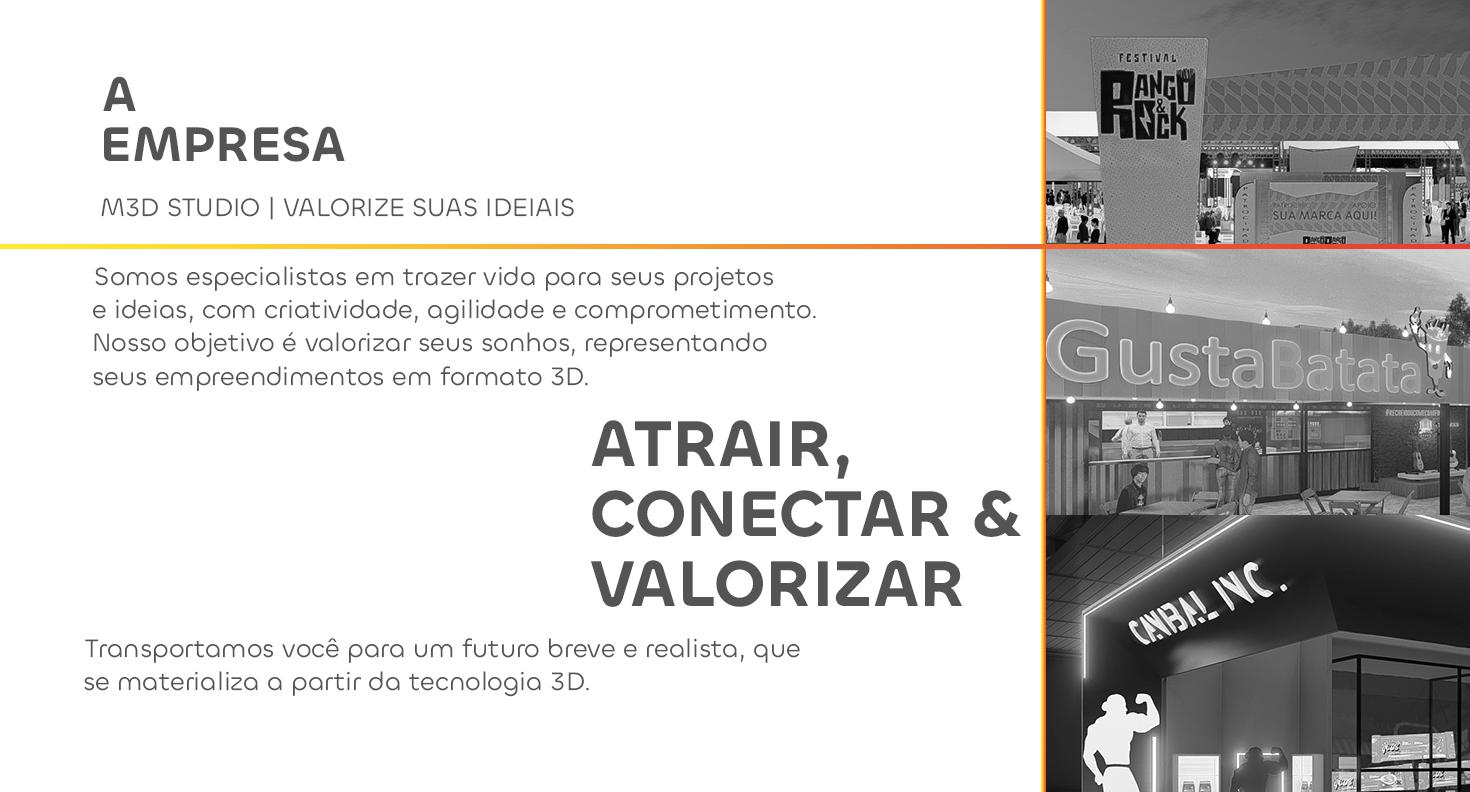 A
EMPRESA
M3D STUDIO | VALORIZE SUAS IDEIAIS
Somos especialistas em trazer vida para seus projetos
e ideias, com criatividade, agilidade e comprometimento.
Nosso objetivo é valorizar seus sonhos, representando
seus empreendimentos em formato 3D.
ATRAIR,
CONECTAR &
VALORIZAR
Transportamos você para um futuro breve e realista, que
se materializa a partir da tecnologia 3D.
FESTIVAL
RANGO
&
ROCK
PATROCÍNIO APOIO
SUA MARCA AQUI!
GustaBatata
CANIBAL INC.